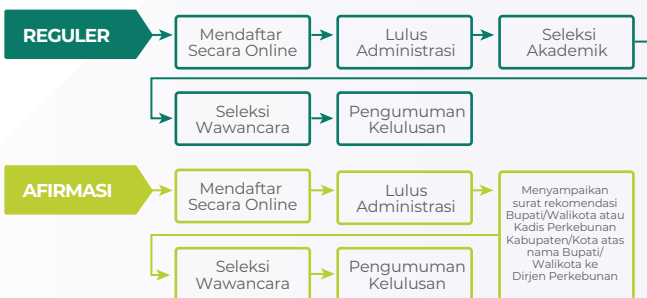 REGULER
Mendaftar
Secara Online
Lulus
Administrasi
Seleksi
Akademik
Seleksi
Wawancara
Pengumuman
Kelulusan
AFIRMASI
Mendaftar
Secara Online
Lulus
Administrasi
Menyampaikan
surat rekomendasi
Bupati/Walikota atau
Kadis Perkebunan
Kabupaten/Kota atas
nama Bupati/
Walikota ke
Dirjen Perkebunan
Seleksi
Wawancara
Pengumuman
Kelulusan